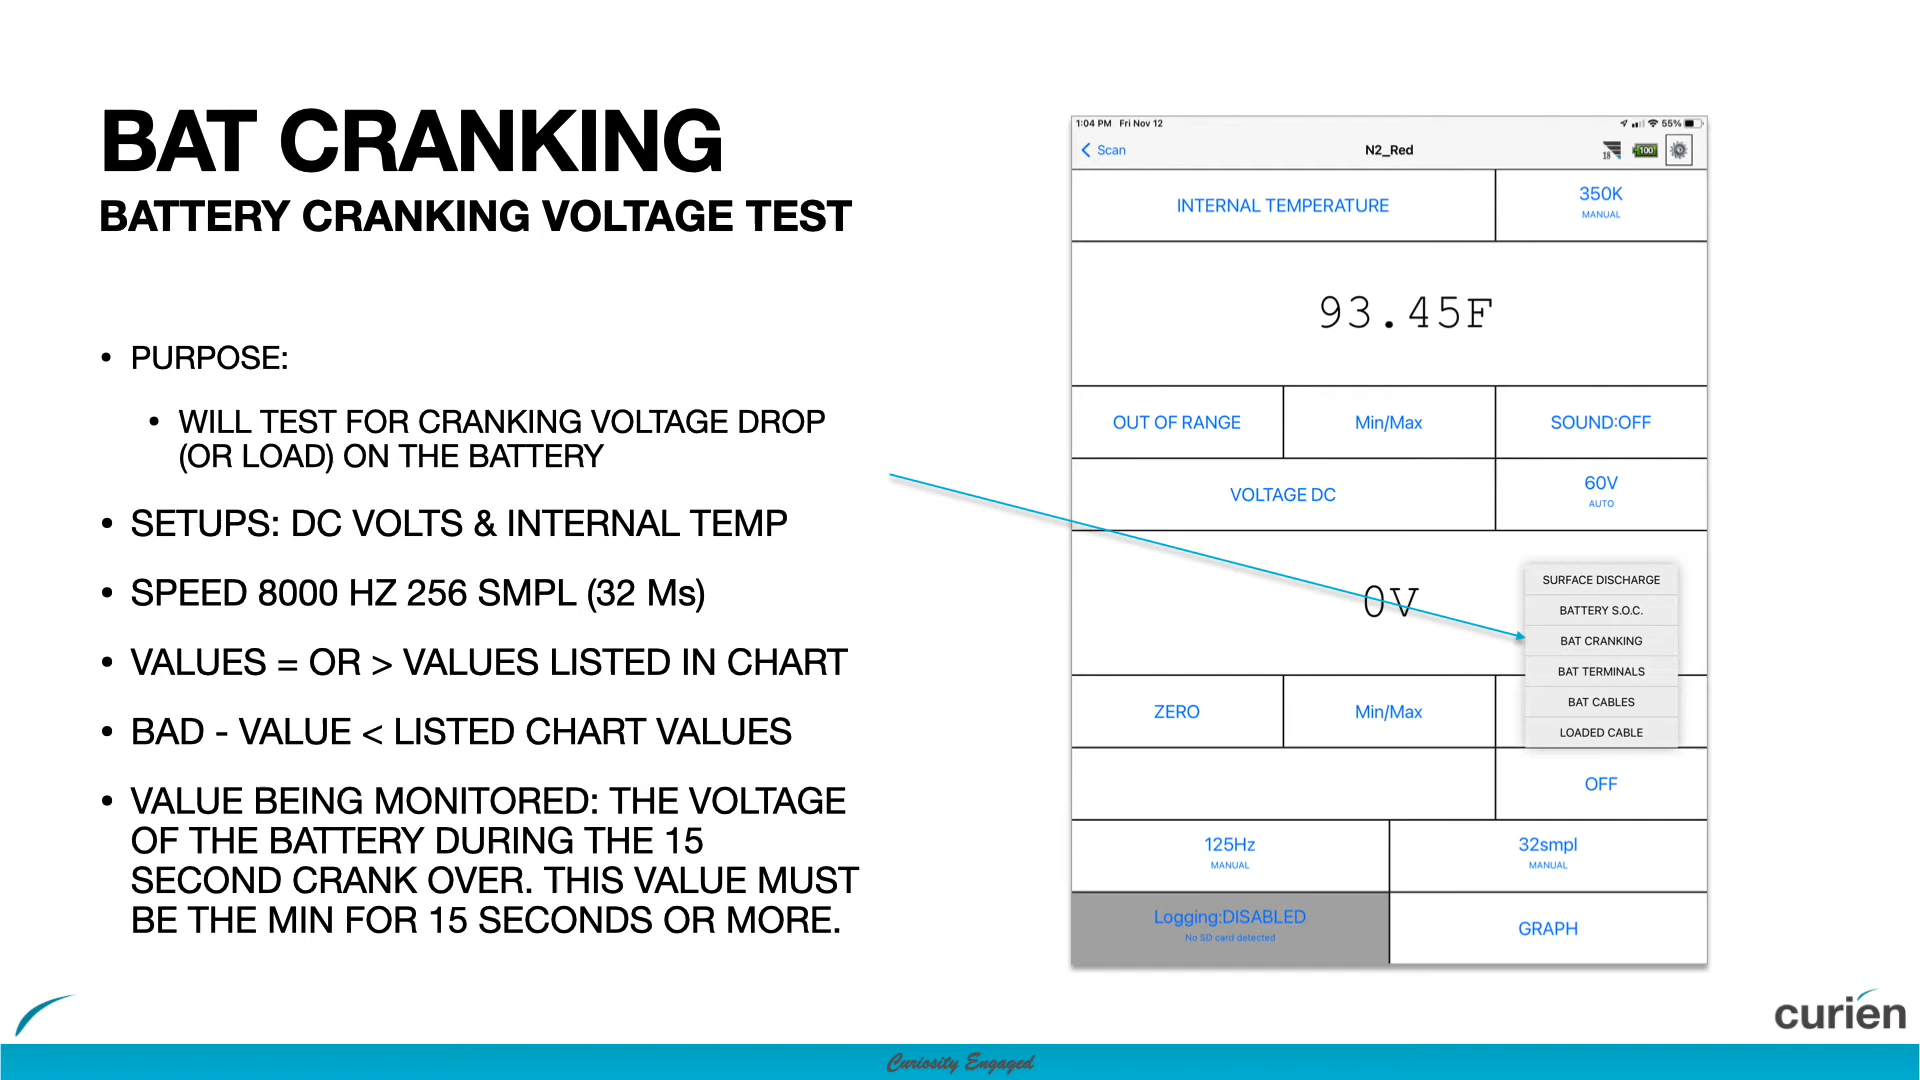 BAT CRANKING
BATTERY CRANKING VOLTAGE TEST
• PURPOSE:
• WILL TEST FOR CRANKING VOLTAGE DROP
(OR LOAD) ON THE BATTERY
• SETUPS: DC VOLTS & INTERNAL TEMP
• SPEED 8000 HZ 256 SMPL (32 Ms)
• VALUES = OR > VALUES LISTED IN CHART
• BAD - VALUE < LISTED CHART VALUES
• VALUE BEING MONITORED: THE VOLTAGE
OF THE BATTERY DURING THE 15
SECOND CRANK OVER. THIS VALUE MUST
BE THE MIN FOR 15 SECONDS OR MORE.
1:04 PM Fri Nov 12
55%
Scan
N2_Red
18
100
INTERNAL TEMPERATURE
350K
MANUAL
93.45F
OUT OF RANGE
Min/Max
SOUND:OFF
VOLTAGE DC
60V
AUTO
0V
SURFACE DISCHARGE
BATTERY S.O.C.
BAT CRANKING
BAT TERMINALS
BAT CABLES
LOADED CABLE
ZERO
Min/Max
OFF
125Hz
MANUAL
32smpl
MANUAL
Logging:DISABLED
No SD card detected
GRAPH
curien
Curiosity Engaged